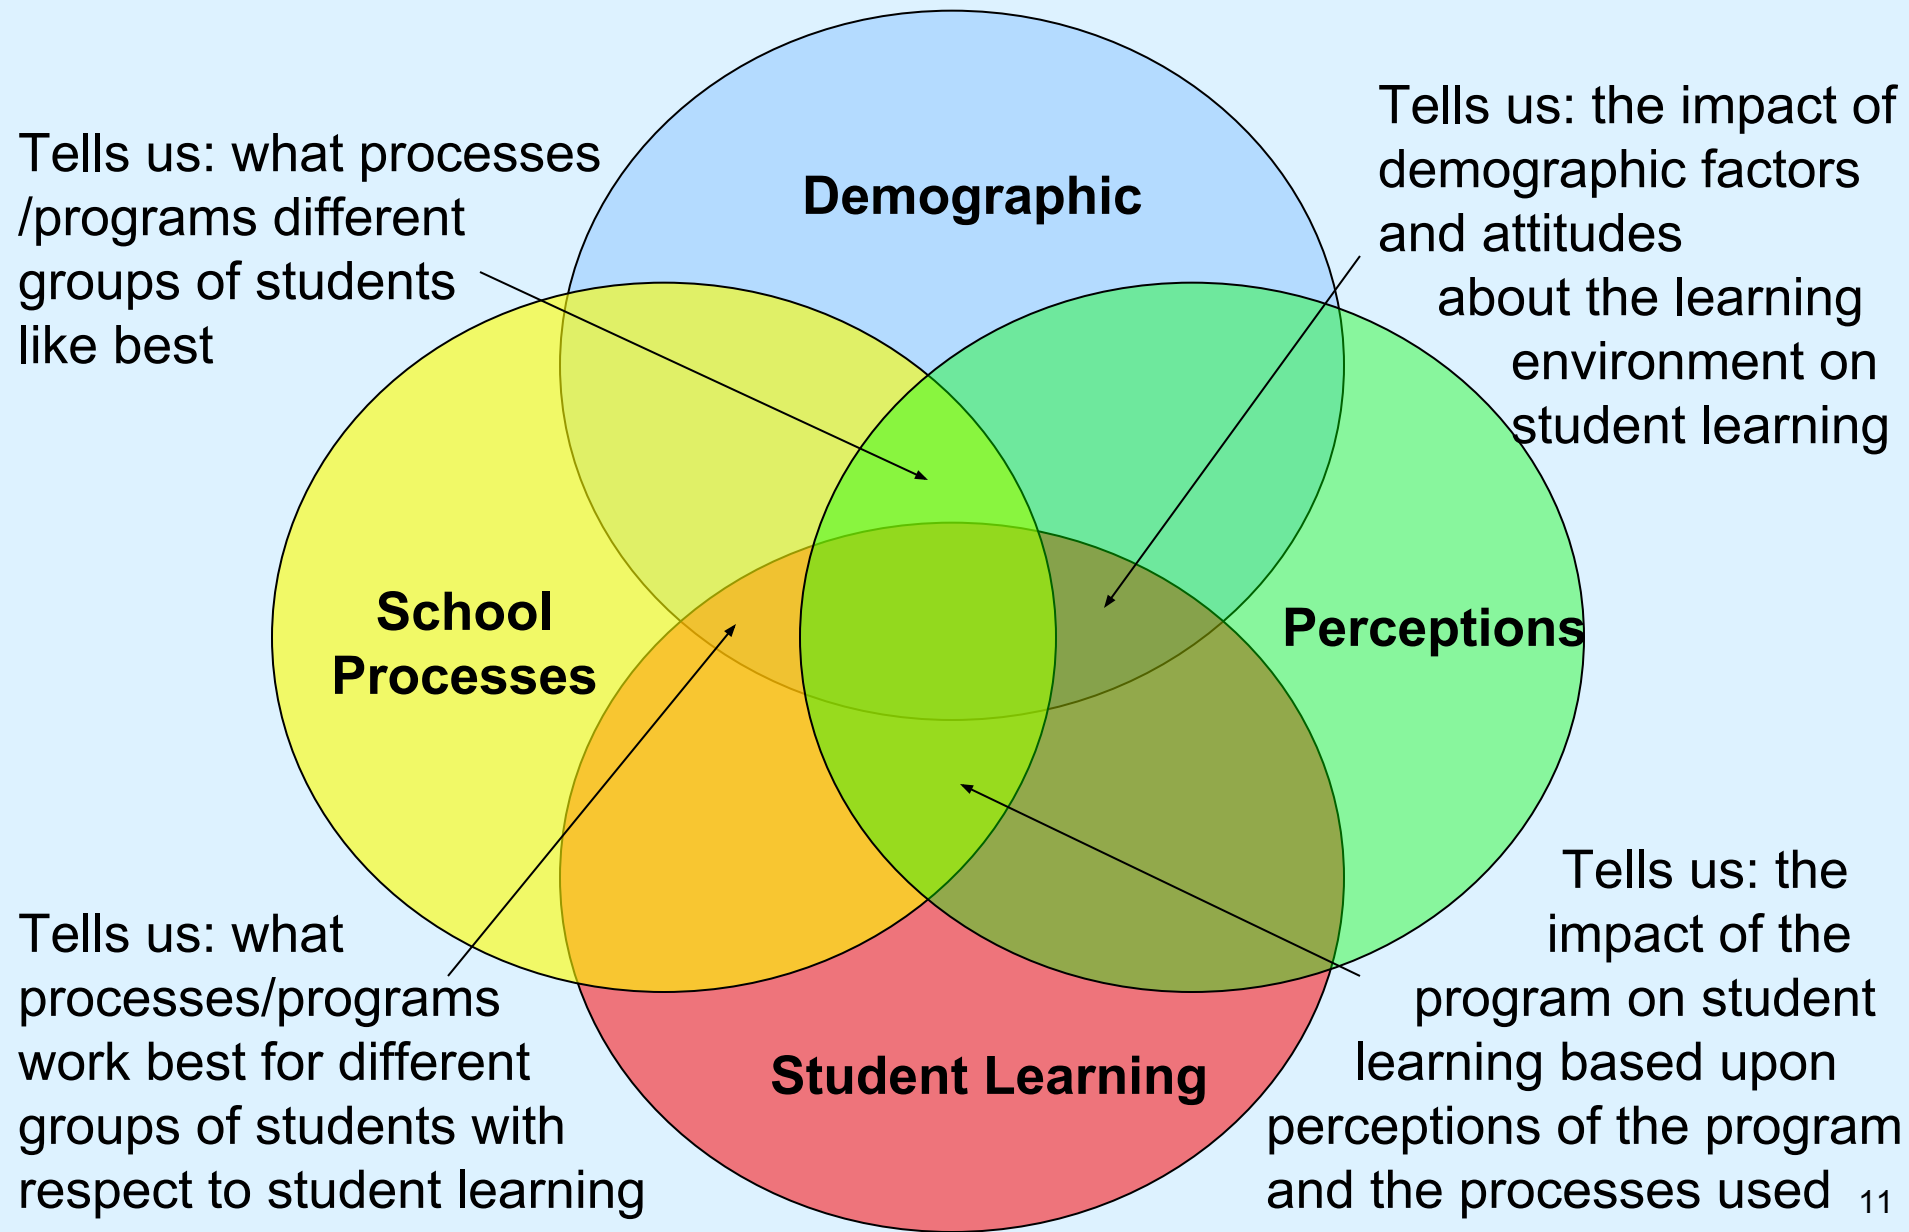 Tells us: what processes
/programs different
groups of students
like best
Demographic
Tells us: the impact of
demographic factors
and attitudes
about the learning
environment on
student learning
School
Processes
Perceptions
Tells us: what
processes/programs
work best for different
groups of students with
respect to student learning
Student Learning
Tells us: the
impact of the
program on student
learning based upon
perceptions of the program
and the processes used
11